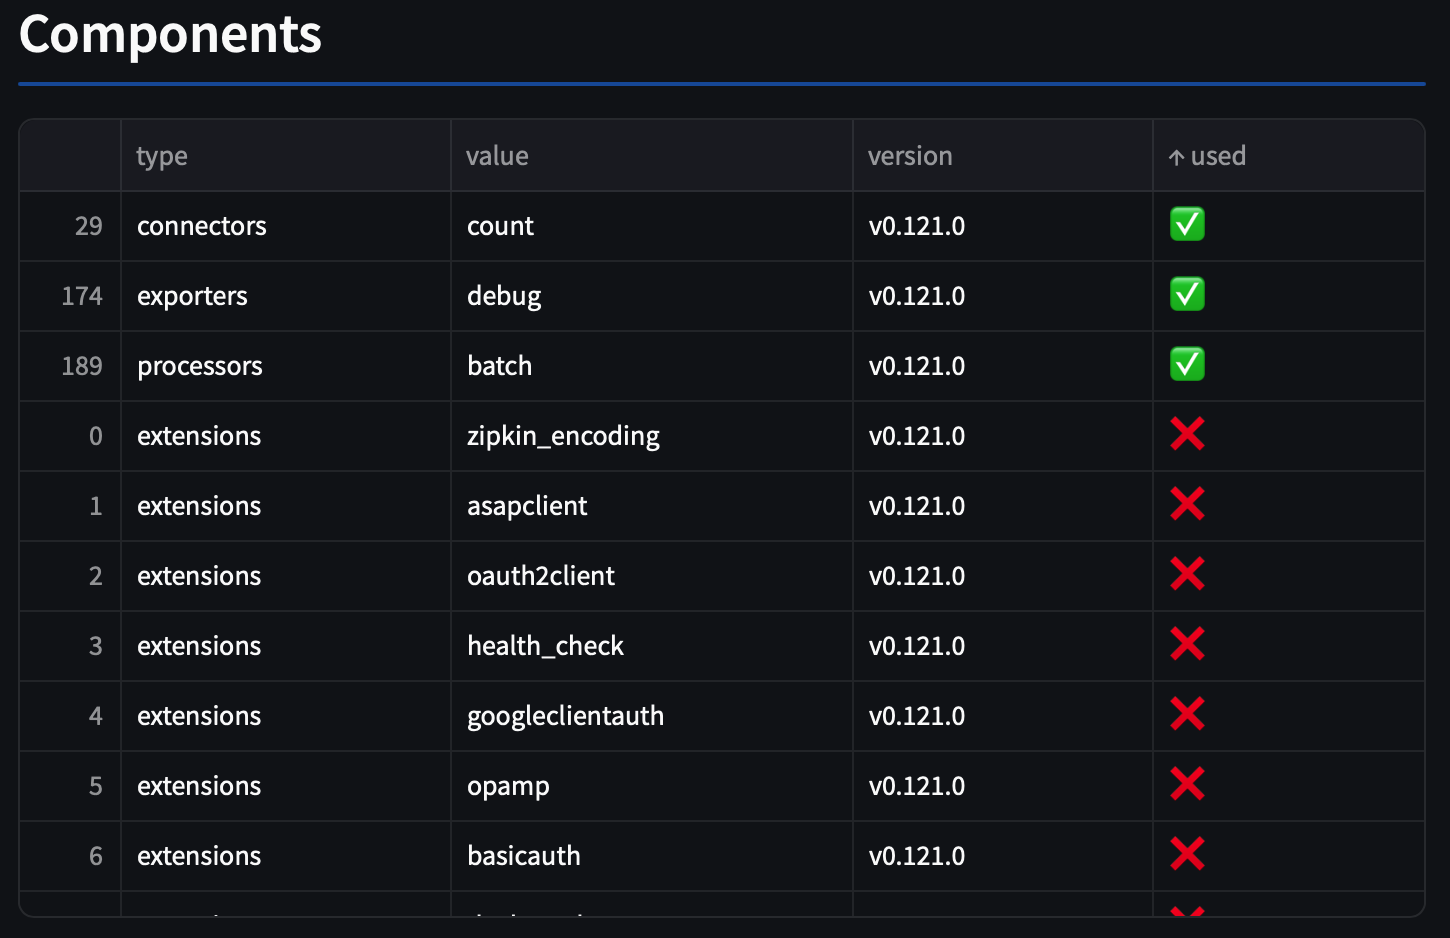 Components
type value version ↑ used
29 connectors count v0.121.0 ✅
174 exporters debug v0.121.0 ✅
189 processors batch v0.121.0 ✅
0 extensions zipkin_encoding v0.121.0 ❌
1 extensions asapclient v0.121.0 ❌
2 extensions oauth2client v0.121.0 ❌
3 extensions health_check v0.121.0 ❌
4 extensions googleclientauth v0.121.0 ❌
5 extensions opamp v0.121.0 ❌
6 extensions basicauth v0.121.0 ❌